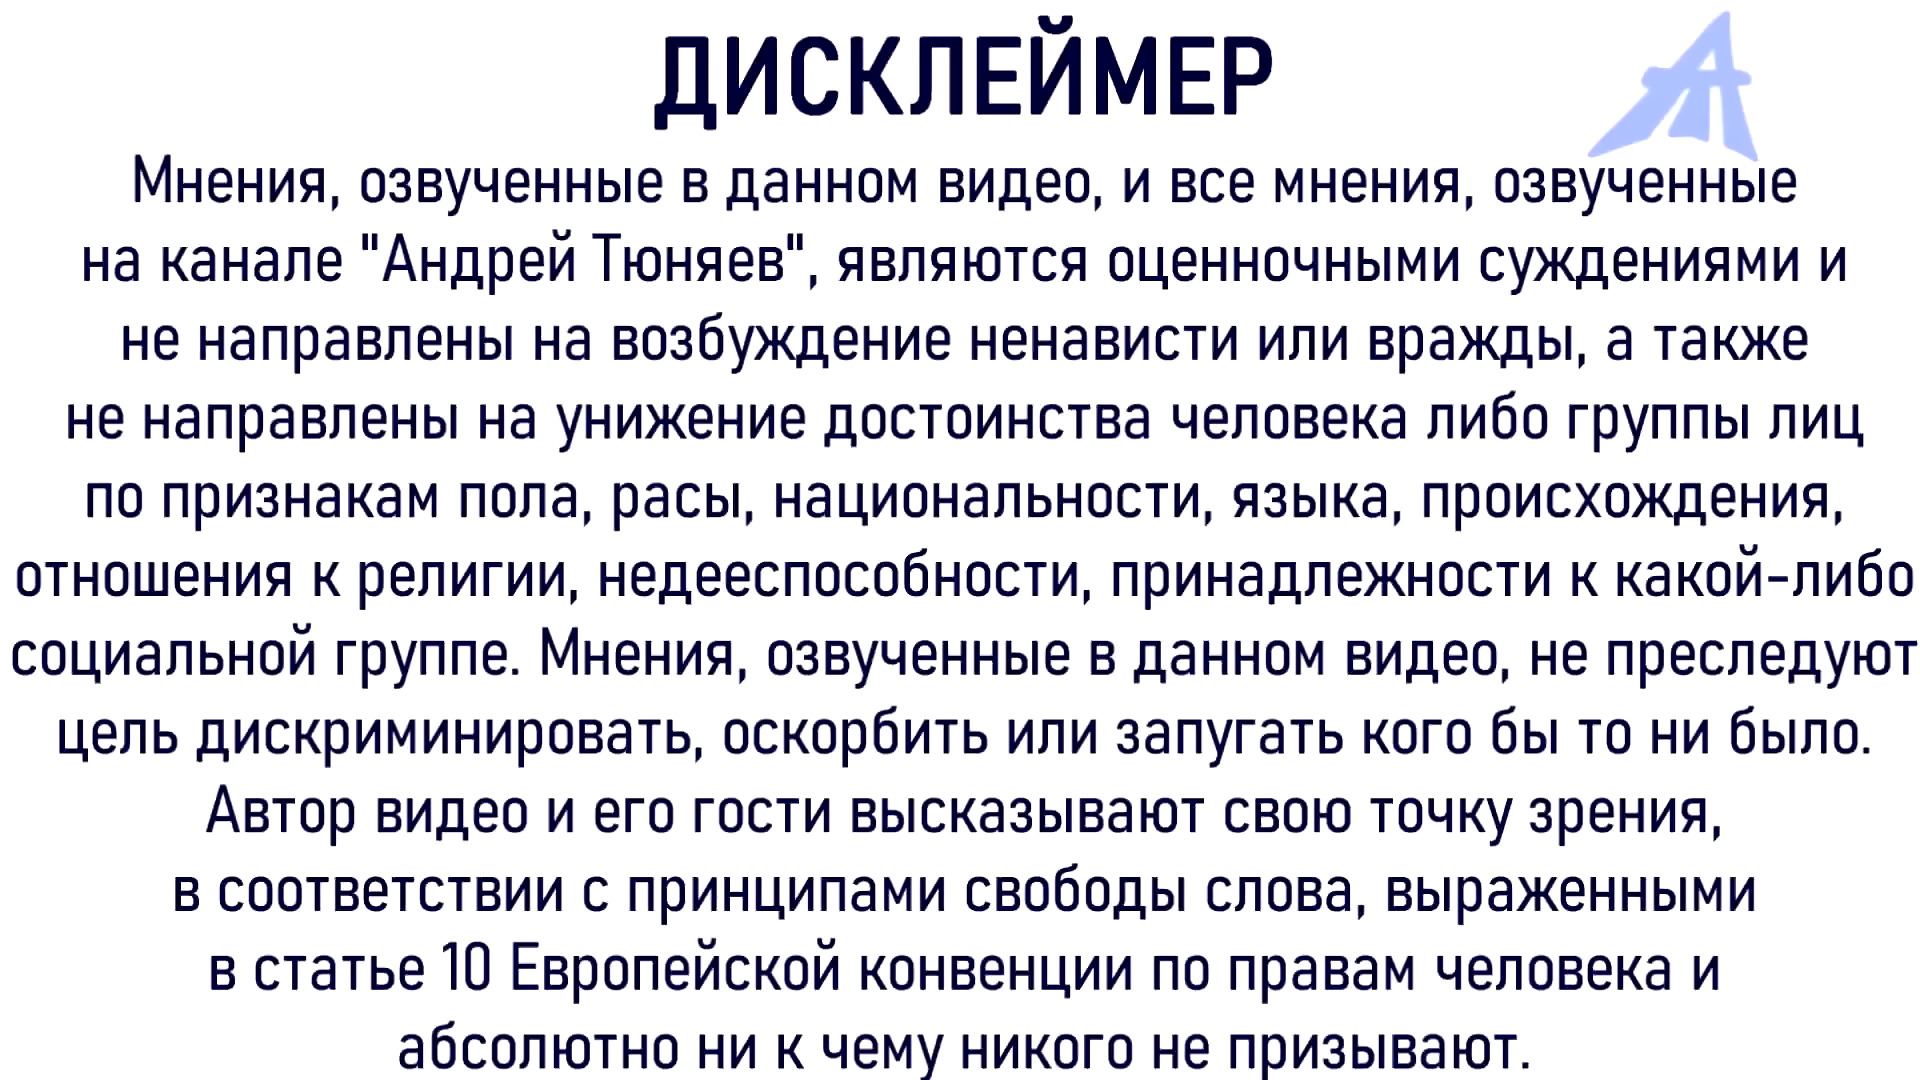 ДИСКЛЕЙМЕР
Мнения, озвученные в данном видео, и все мнения, озвученные
на канале "Андрей Тюняев", являются оценночными суждениями и
не направлены на возбуждение ненависти или вражды, а также
не направлены на унижение достоинства человека либо группы лиц
по признакам пола, расы, национальности, языка, происхождения,
отношения к религии, недееспособности, принадлежности к какой-либо
социальной группе. Мнения, озвученные в данном видео, не преследуют
цель дискриминировать, оскорбить или запугать кого бы то ни было.
Автор видео и его гости высказывают свою точку зрения,
в соответствии с принципами свободы слова, выраженными
в статье 10 Европейской конвенции по правам человека и
абсолютно ни к чему никого не призывают.